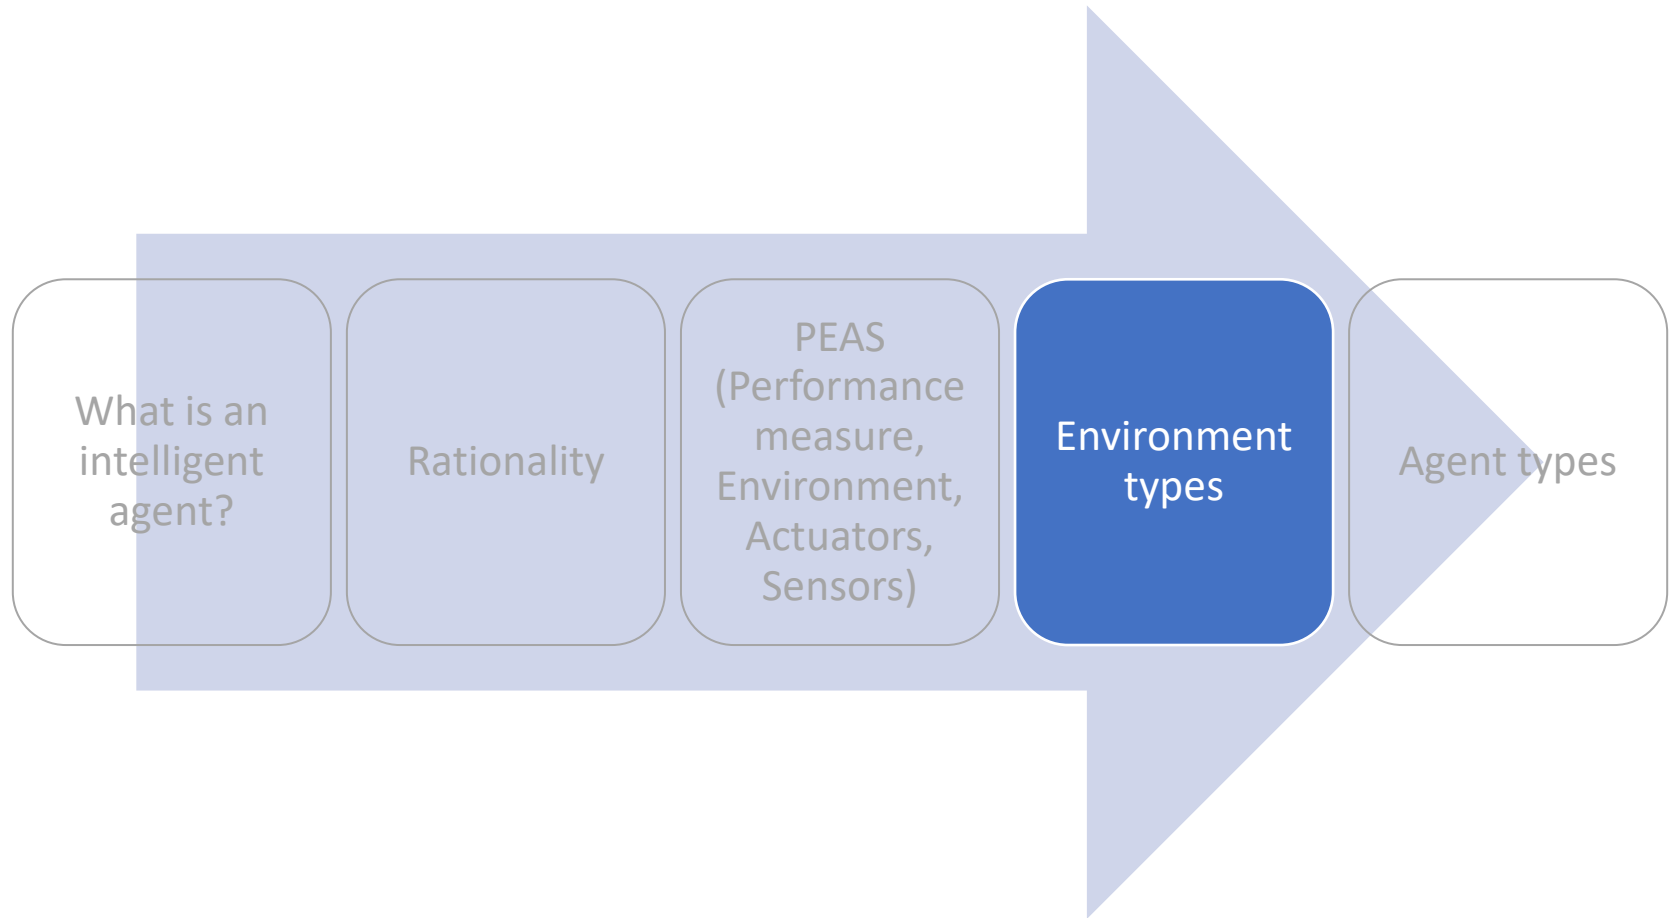 What is an
intelligent
agent?
Rationality
PEAS
(Performance
measure,
Environment,
Actuators,
Sensors)
Environment
types
Agent types